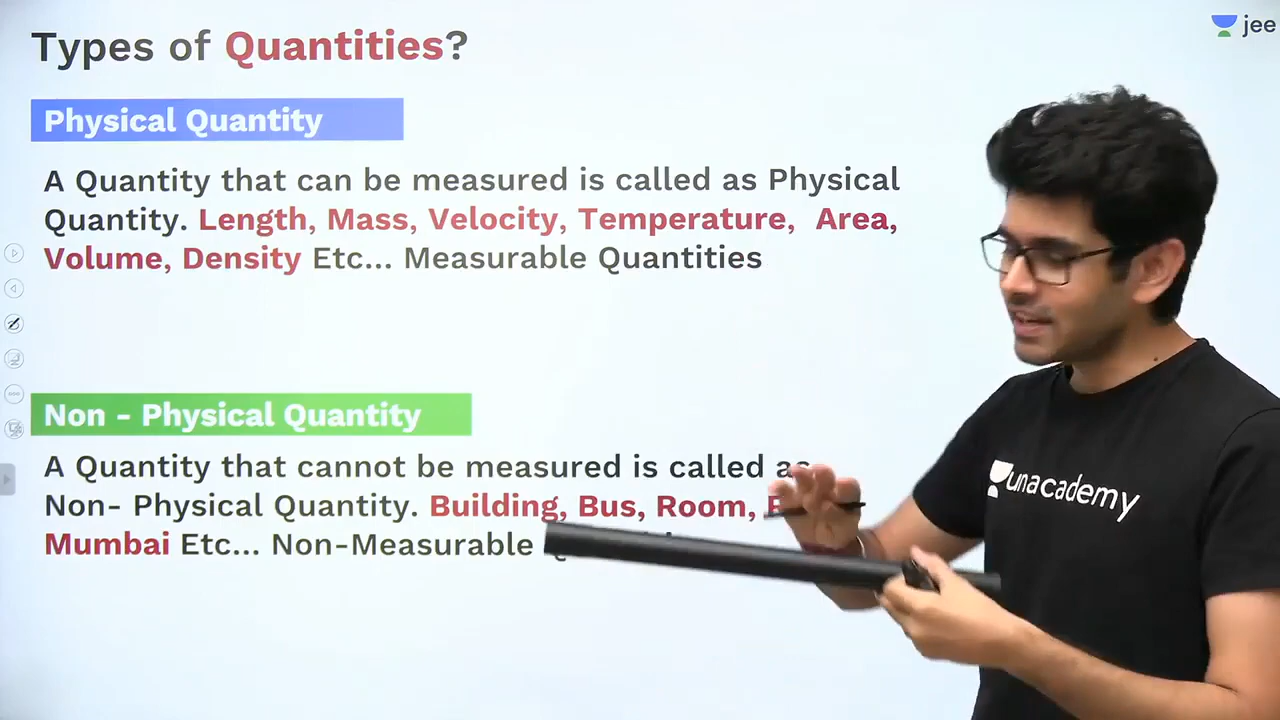 Types of Quantities?
jee
Physical Quantity
A Quantity that can be measured is called as Physical
Quantity. Length, Mass, Velocity, Temperature, Area,
Volume, Density Etc... Measurable Quantities
Non - Physical Quantity
A Quantity that cannot be measured is called as
Non- Physical Quantity. Building, Bus, Room,
Mumbai Etc... Non-Measurable
unacademy